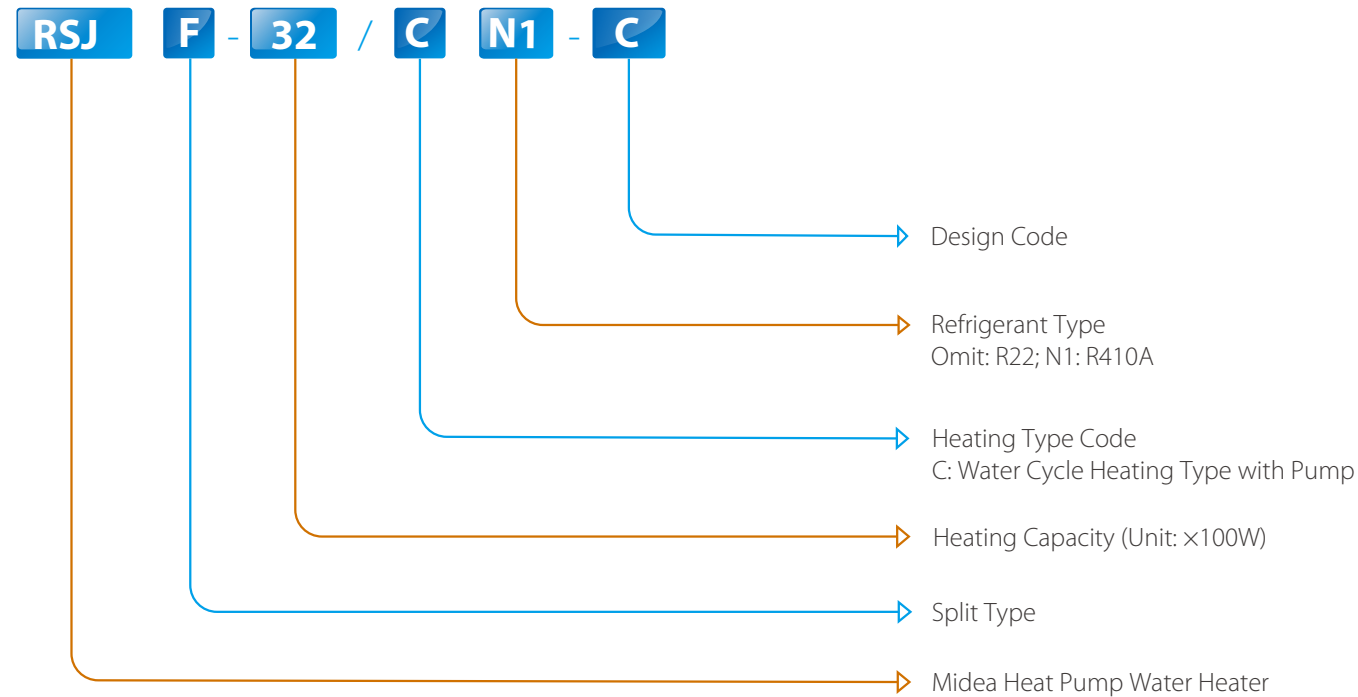 RSJ F - 32 / C N1 - C
Design Code
Refrigerant Type
Omit: R22; N1: R410A
Heating Type Code
C: Water Cycle Heating Type with Pump
Heating Capacity (Unit: ×100W)
Split Type
Midea Heat Pump Water Heater